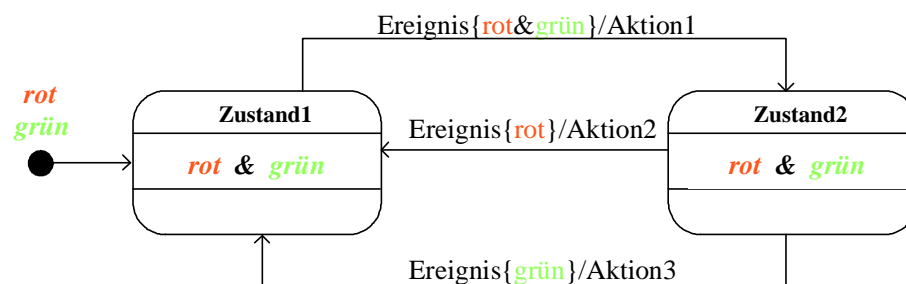 Ereignis{rot&grün}/Aktion1
rot
grün
Zustand1
rot & grün
Ereignis{rot}/Aktion2
Zustand2
rot & grün
Ereignis{grün}/Aktion3